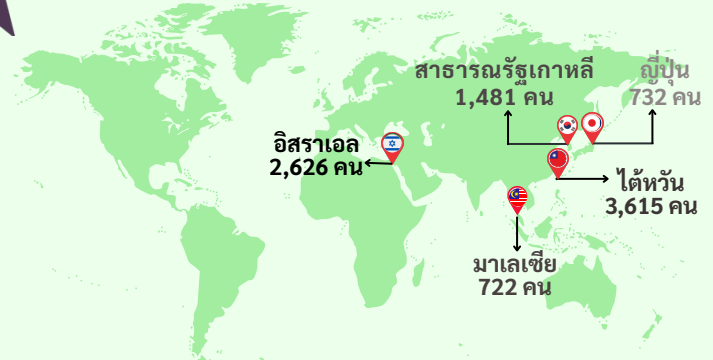 สาธารณรัฐเกาหลี
1,481 คน
ญี่ปุ่น
732 คน
อิสราเอล
2,626 คน
ไต้หวัน
3,615 คน
มาเลเซีย
722 คน